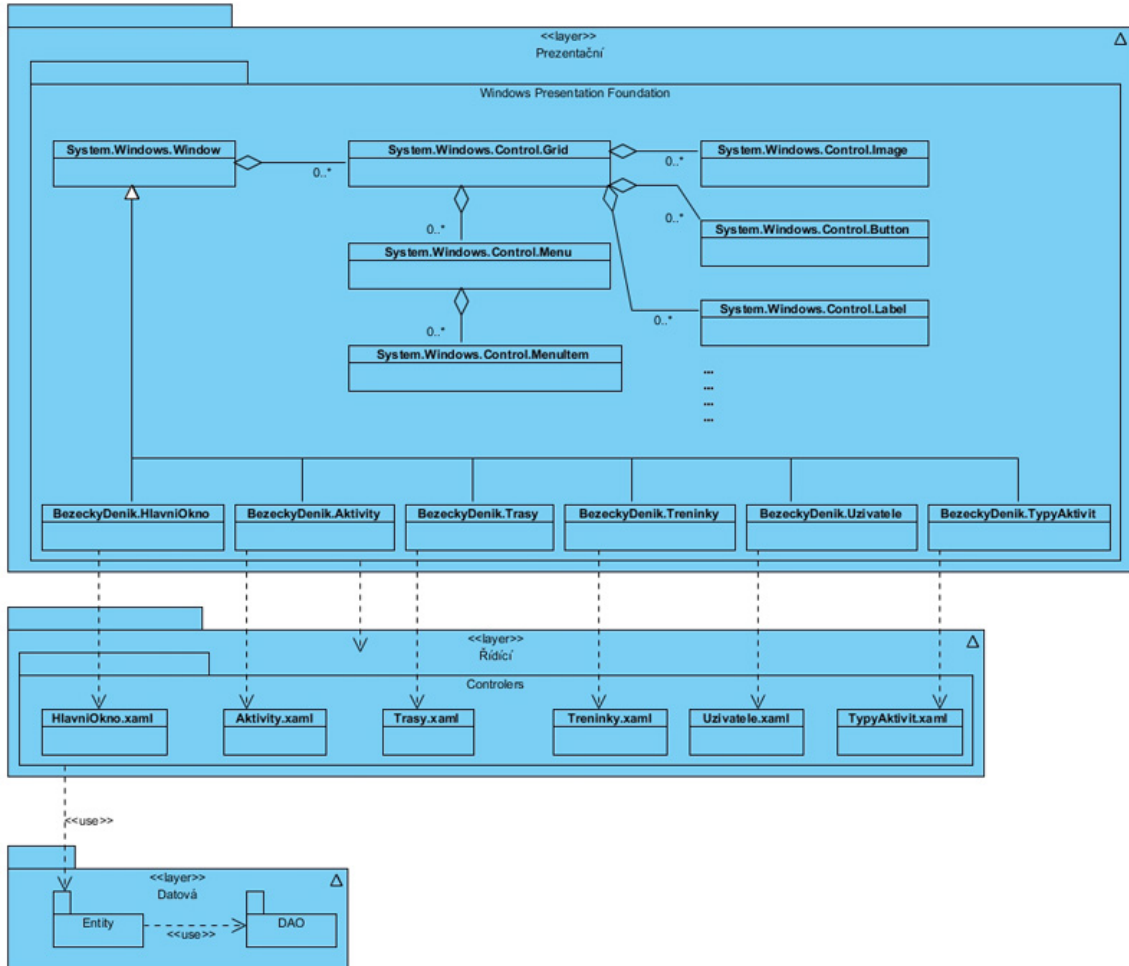 <<layer>>
Prezentační
Windows Presentation Foundation
System.Windows.Window
System.Windows.Control.Grid
System.Windows.Control.Image
0..*
0..*
0..*
0..*
System.Windows.Control.Button
System.Windows.Control.Menu
0..*
System.Windows.Control.Label
0..*
System.Windows.Control.MenuItem
...
...
...
...
BezeckyDenik.HlavniOkno
BezeckyDenik.Aktivity
BezeckyDenik.Trasy
BezeckyDenik.Treninky
BezeckyDenik.Uzivatele
BezeckyDenik.TypyAktivit
<<layer>>
Řídící
Controlers
HlavniOkno.xaml
Aktivity.xaml
Trasy.xaml
Treninky.xaml
Uzivatele.xaml
TypyAktivit.xaml
<<use>>
<<layer>>
Datová
Entity
<<use>>
DAO